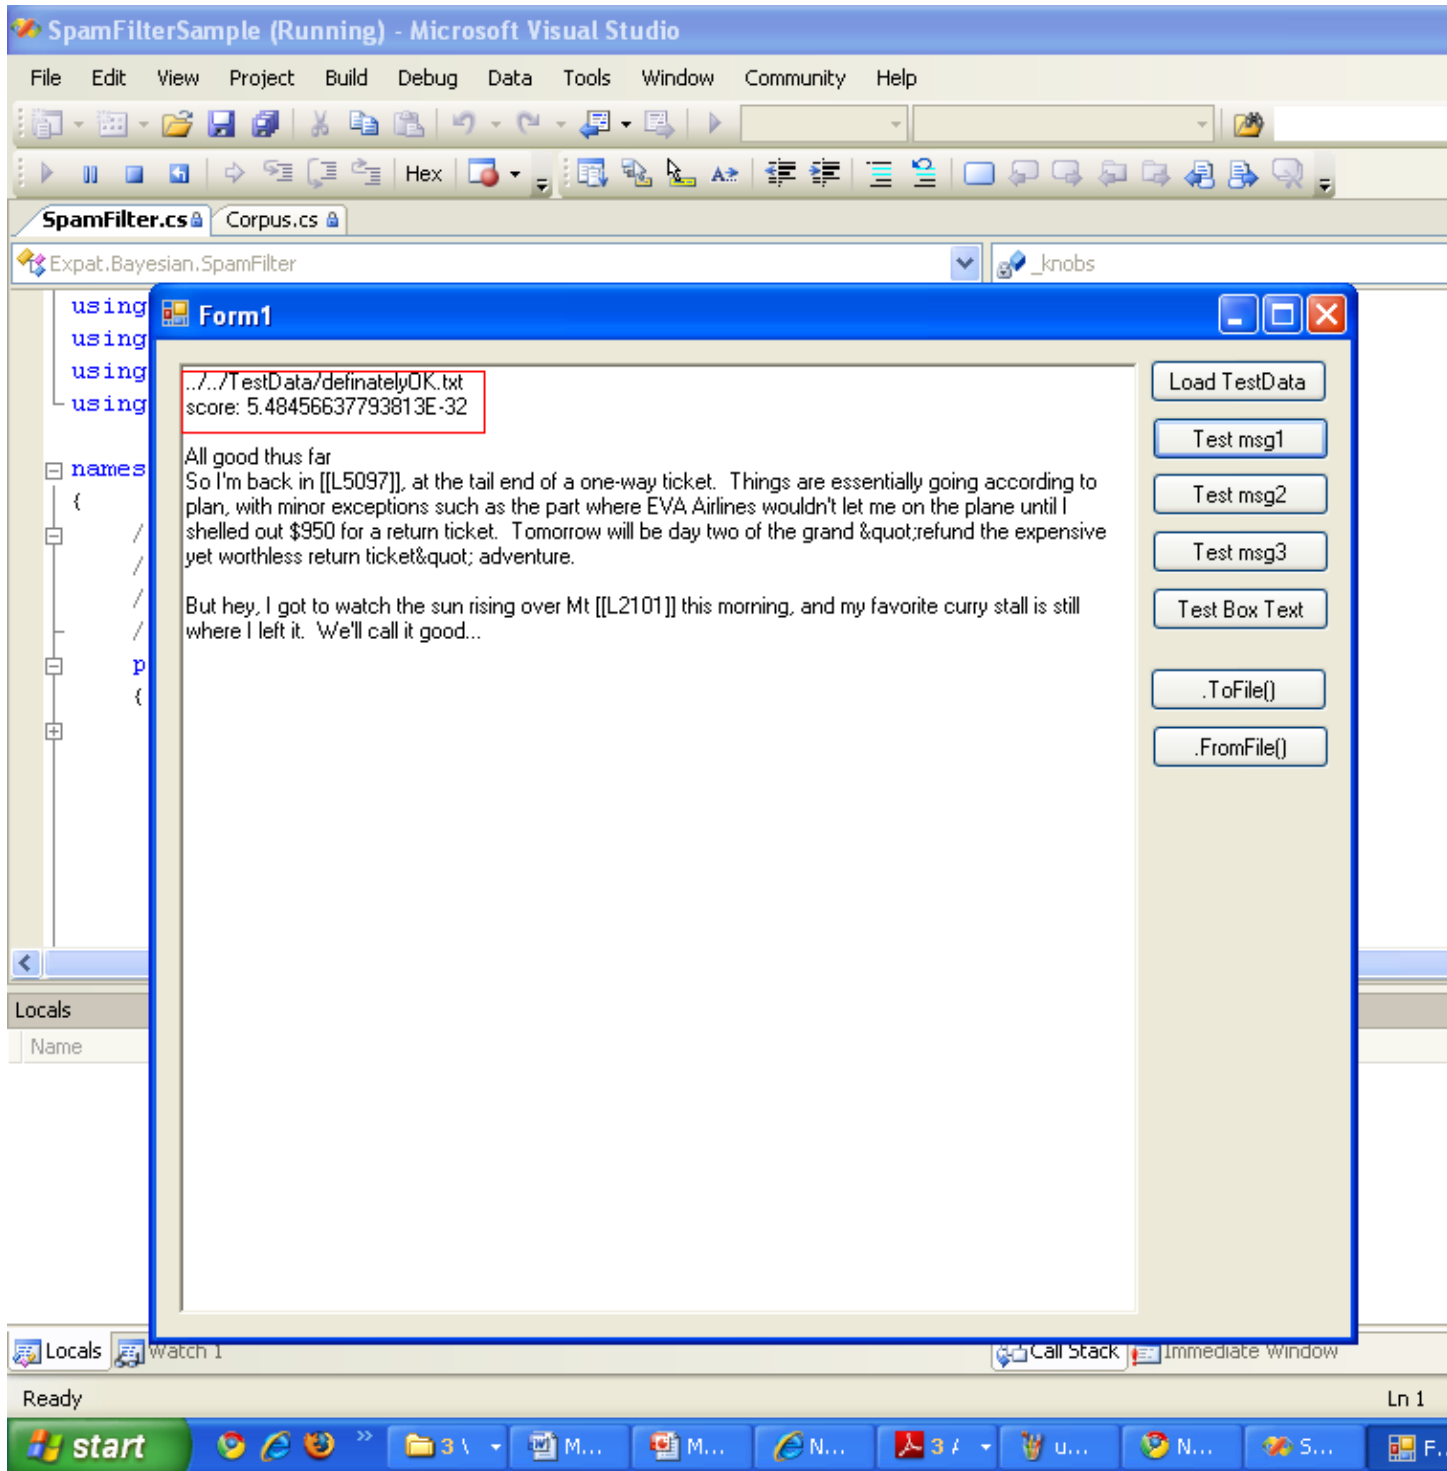 SpamFilterSample (Running) - Microsoft Visual Studio
File Edit View Project Build Debug Data Tools Window Community Help
Hex
SpamFilter.cs Corpus.cs
Expat.Bayesian.SpamFilter _knobs
using
using
using
using
names
{
/
/
/
/
p
{
Form1
../../TestData/definatelyOK.txt
score: 5.48456637793813E-32
All good thus far
So I'm back in [[L5097]], at the tail end of a one-way ticket.  Things are essentially going according to
plan, with minor exceptions such as the part where EVA Airlines wouldn't let me on the plane until I
shelled out $950 for a return ticket.  Tomorrow will be day two of the grand &quot;refund the expensive
yet worthless return ticket&quot; adventure.
But hey, I got to watch the sun rising over Mt [[L2101]] this morning, and my favorite curry stall is still
where I left it.  We'll call it good...
Load TestData
Test msg1
Test msg2
Test msg3
Test Box Text
.ToFile()
.FromFile()
Locals
Name
Locals Watch 1 Call Stack Immediate Window
Ready Ln 1
start 3 \ M... M... N... 3 / u... N... S... F..